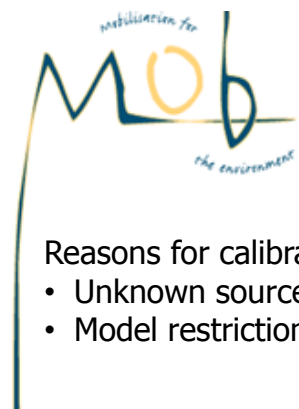 mobilisation for
Mob
the environment
Reasons for calibra
• Unknown source
• Model restriction